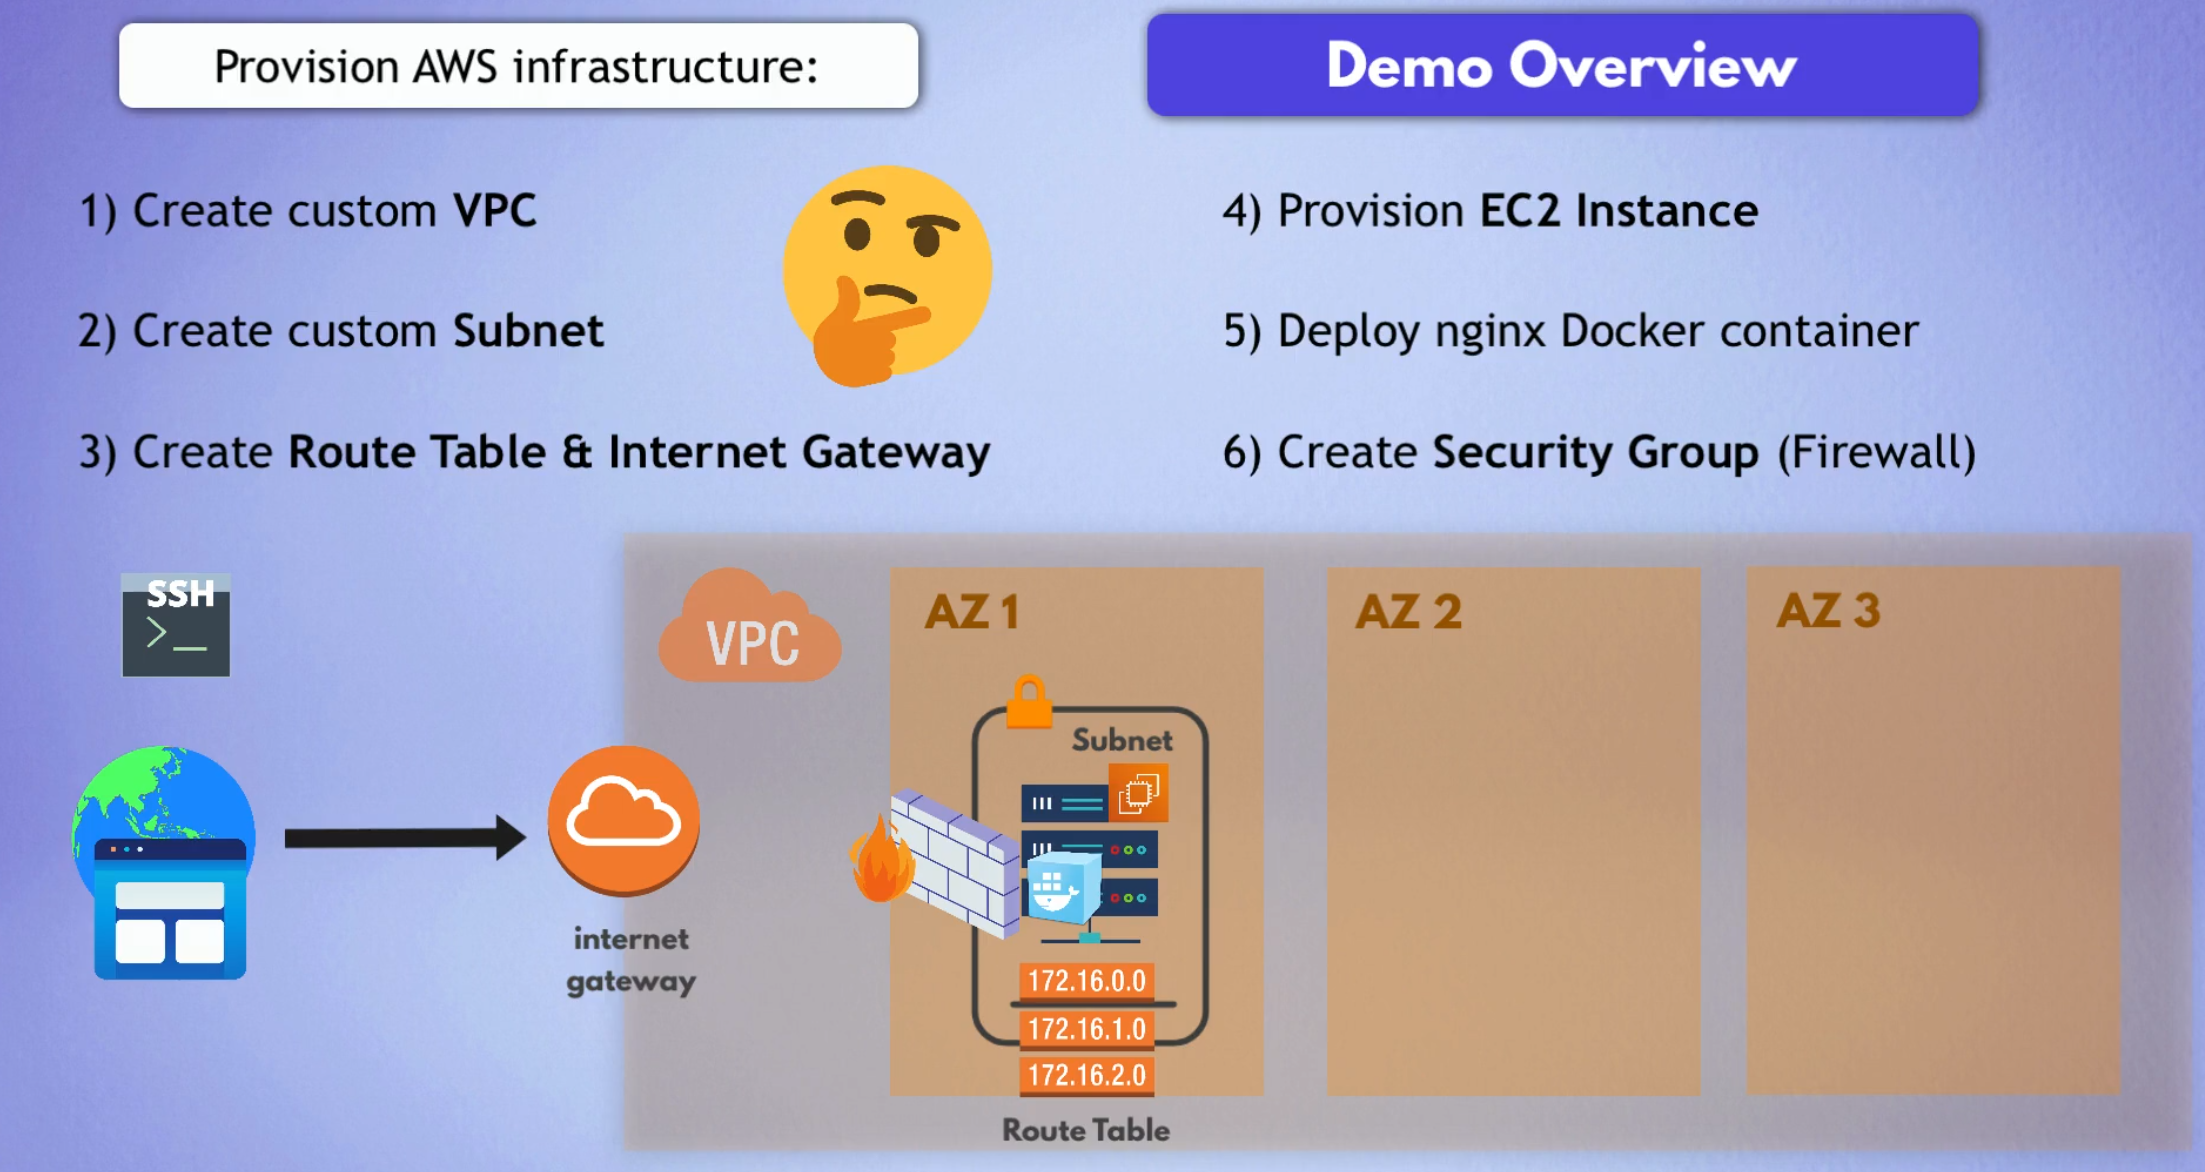 Provision AWS infrastructure:
Demo Overview
1) Create custom VPC
2) Create custom Subnet
3) Create Route Table & Internet Gateway
4) Provision EC2 Instance
5) Deploy nginx Docker container
6) Create Security Group (Firewall)
SSH
>_
internet
gateway
VPC
AZ 1
Subnet
172.16.0.0
172.16.1.0
172.16.2.0
Route Table
AZ 2
AZ 3